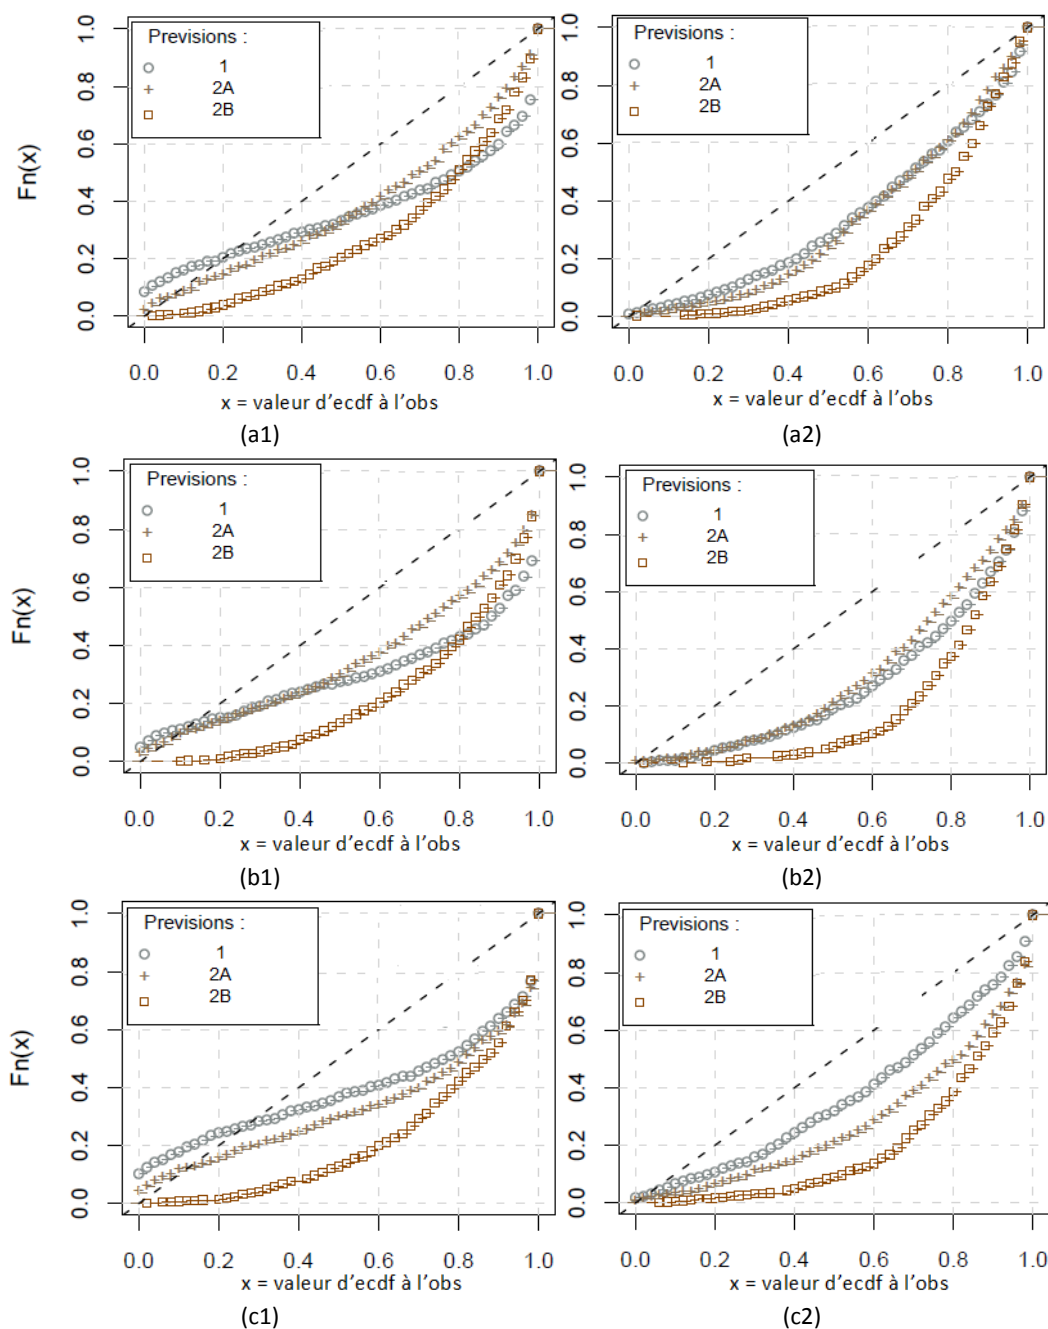 Previsions :
1
2A
2B
Fn(x)
0.0 0.2 0.4 0.6 0.8 1.0
0.0 0.2 0.4 0.6 0.8 1.0
x = valeur d'ecdf à l'obs
(a1)
Previsions :
1
2A
2B
0.0 0.2 0.4 0.6 0.8 1.0
0.0 0.2 0.4 0.6 0.8 1.0
x = valeur d'ecdf à l'obs
(a2)
Previsions :
1
2A
2B
Fn(x)
0.0 0.2 0.4 0.6 0.8 1.0
0.0 0.2 0.4 0.6 0.8 1.0
x = valeur d'ecdf à l'obs
(b1)
Previsions :
1
2A
2B
0.0 0.2 0.4 0.6 0.8 1.0
0.0 0.2 0.4 0.6 0.8 1.0
x = valeur d'ecdf à l'obs
(b2)
Previsions :
1
2A
2B
Fn(x)
0.0 0.2 0.4 0.6 0.8 1.0
0.0 0.2 0.4 0.6 0.8 1.0
x = valeur d'ecdf à l'obs
(c1)
Previsions :
1
2A
2B
0.0 0.2 0.4 0.6 0.8 1.0
0.0 0.2 0.4 0.6 0.8 1.0
x = valeur d'ecdf à l'obs
(c2)